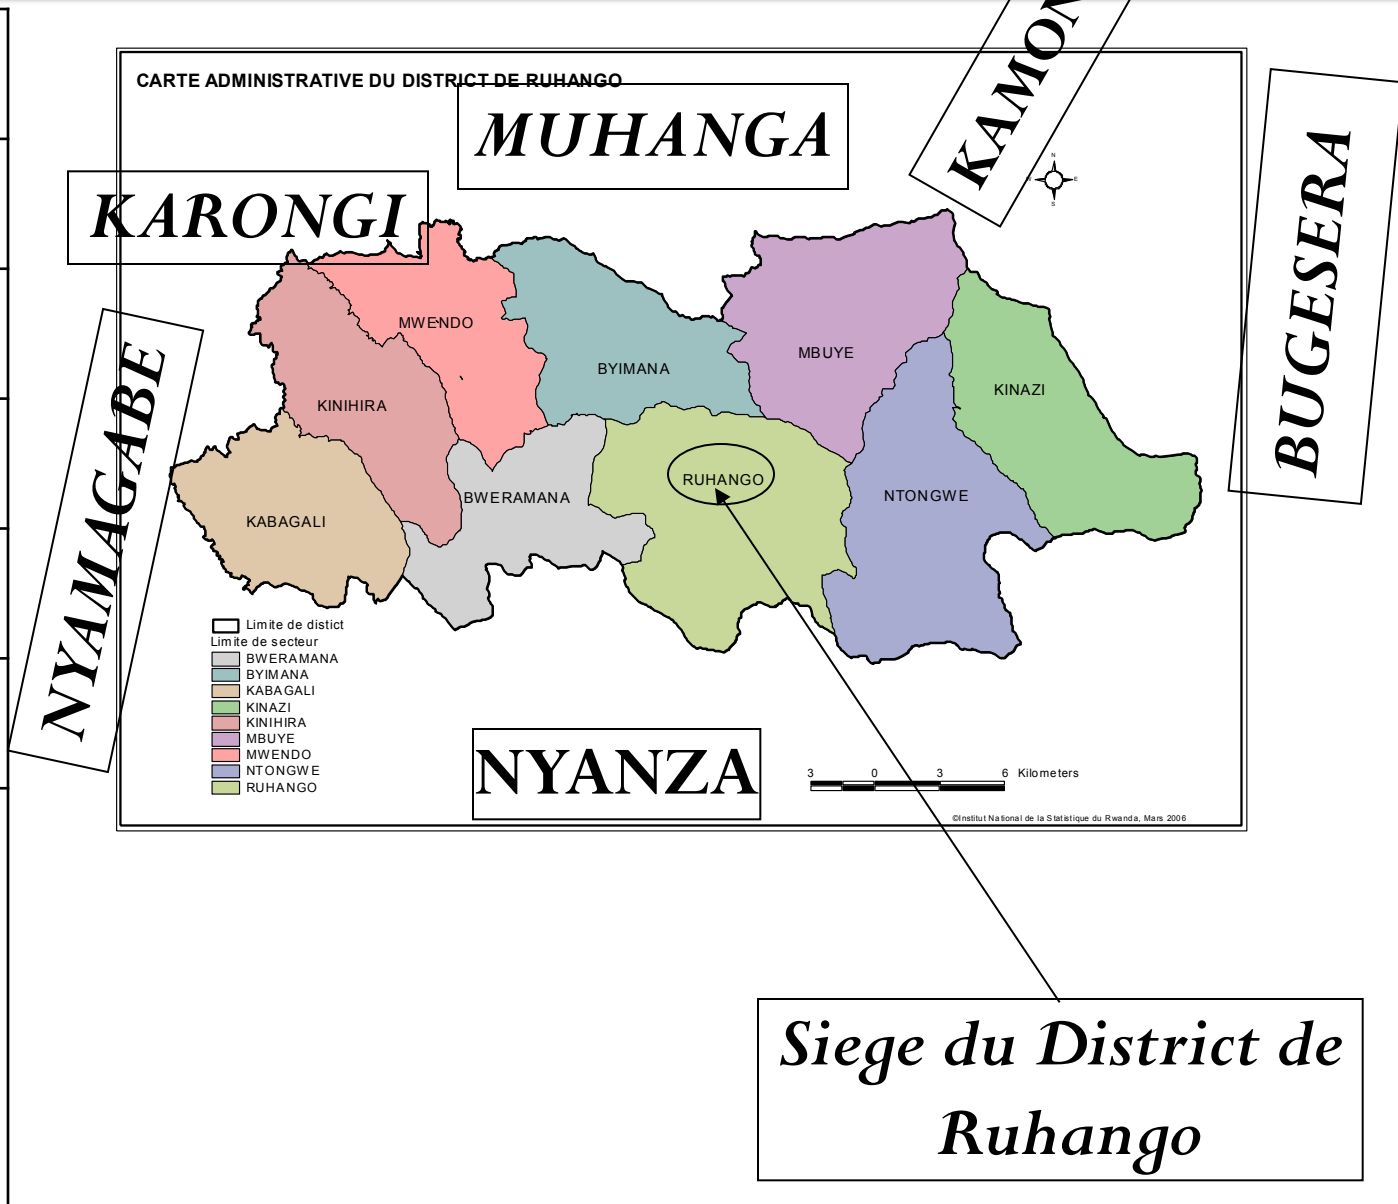 CARTE ADMINISTRATIVE DU DISTRICT DE RUHANGO
MUHANGA
KAMON
KARONGI
BUGESERA
NYAMAGABE
N
W
E
S
MWENDO
BYIMANA
MBUYE
KINAZI
KINIHIRA
RUHANGO
NTONGWE
BWERAMANA
KABAGALI
Limite de distict
Limite de secteur
BWERAMANA
BYIMANA
KABAGALI
KINAZI
KINIHIRA
MBUYE
MWENDO
NTONGWE
RUHANGO
NYANZA
3 0 3 6 Kilometers
©Institut National de la Statistique du Rwanda, Mars 2006
Siege du District de
Ruhango